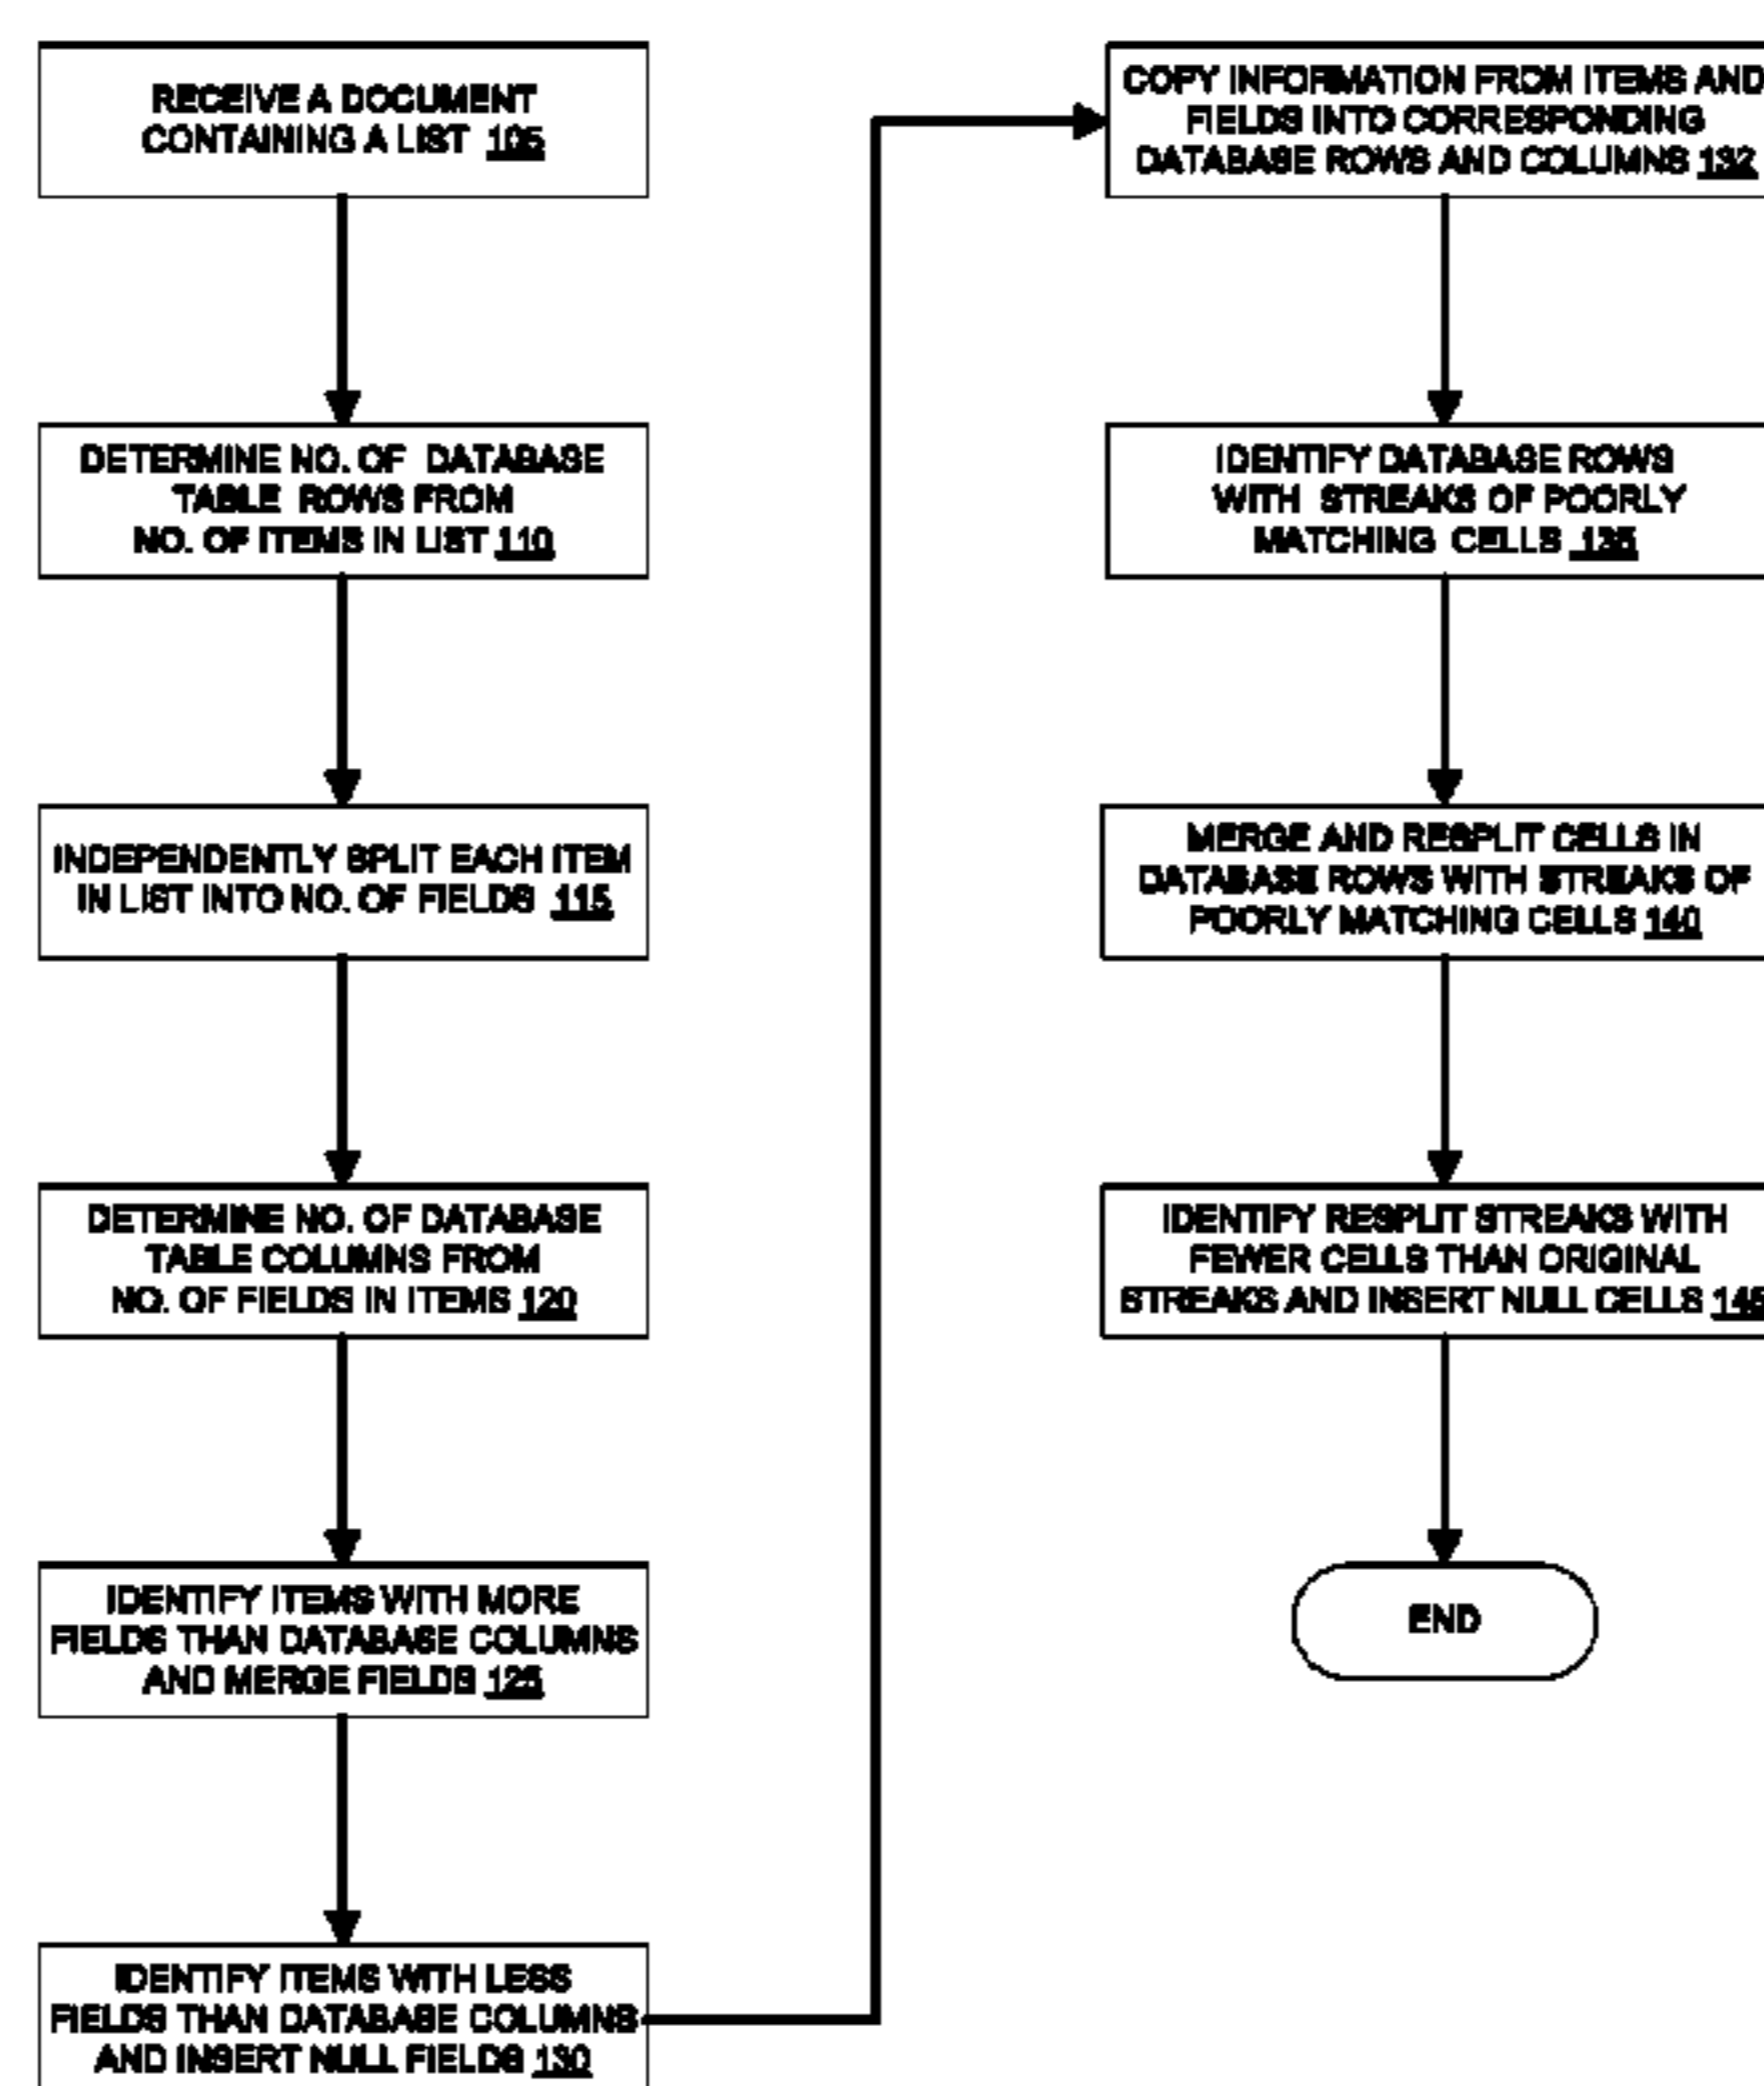 RECEIVE A DOCUMENT
CONTAINING A LIST 105
DETERMINE NO. OF DATABASE
TABLE ROWS FROM
NO. OF ITEMS IN LIST 110
INDEPENDENTLY SPLIT EACH ITEM
IN LIST INTO NO. OF FIELDS 115
DETERMINE NO. OF DATABASE
TABLE COLUMNS FROM
NO. OF FIELDS IN ITEMS 120
IDENTIFY ITEMS WITH MORE
FIELDS THAN DATABASE COLUMNS
AND MERGE FIELDS 125
IDENTIFY ITEMS WITH LESS
FIELDS THAN DATABASE COLUMNS
AND INSERT NULL FIELDS 130
COPY INFORMATION FROM ITEMS AND
FIELDS INTO CORRESPONDING
DATABASE ROWS AND COLUMNS 132
IDENTIFY DATABASE ROWS
WITH STREAKS OF POORLY
MATCHING CELLS 135
MERGE AND RESPLIT CELLS IN
DATABASE ROWS WITH STREAKS OF
POORLY MATCHING CELLS 140
IDENTIFY RESPLIT STREAKS WITH
FEWER CELLS THAN ORIGINAL
STREAKS AND INSERT NULL CELLS 145
END